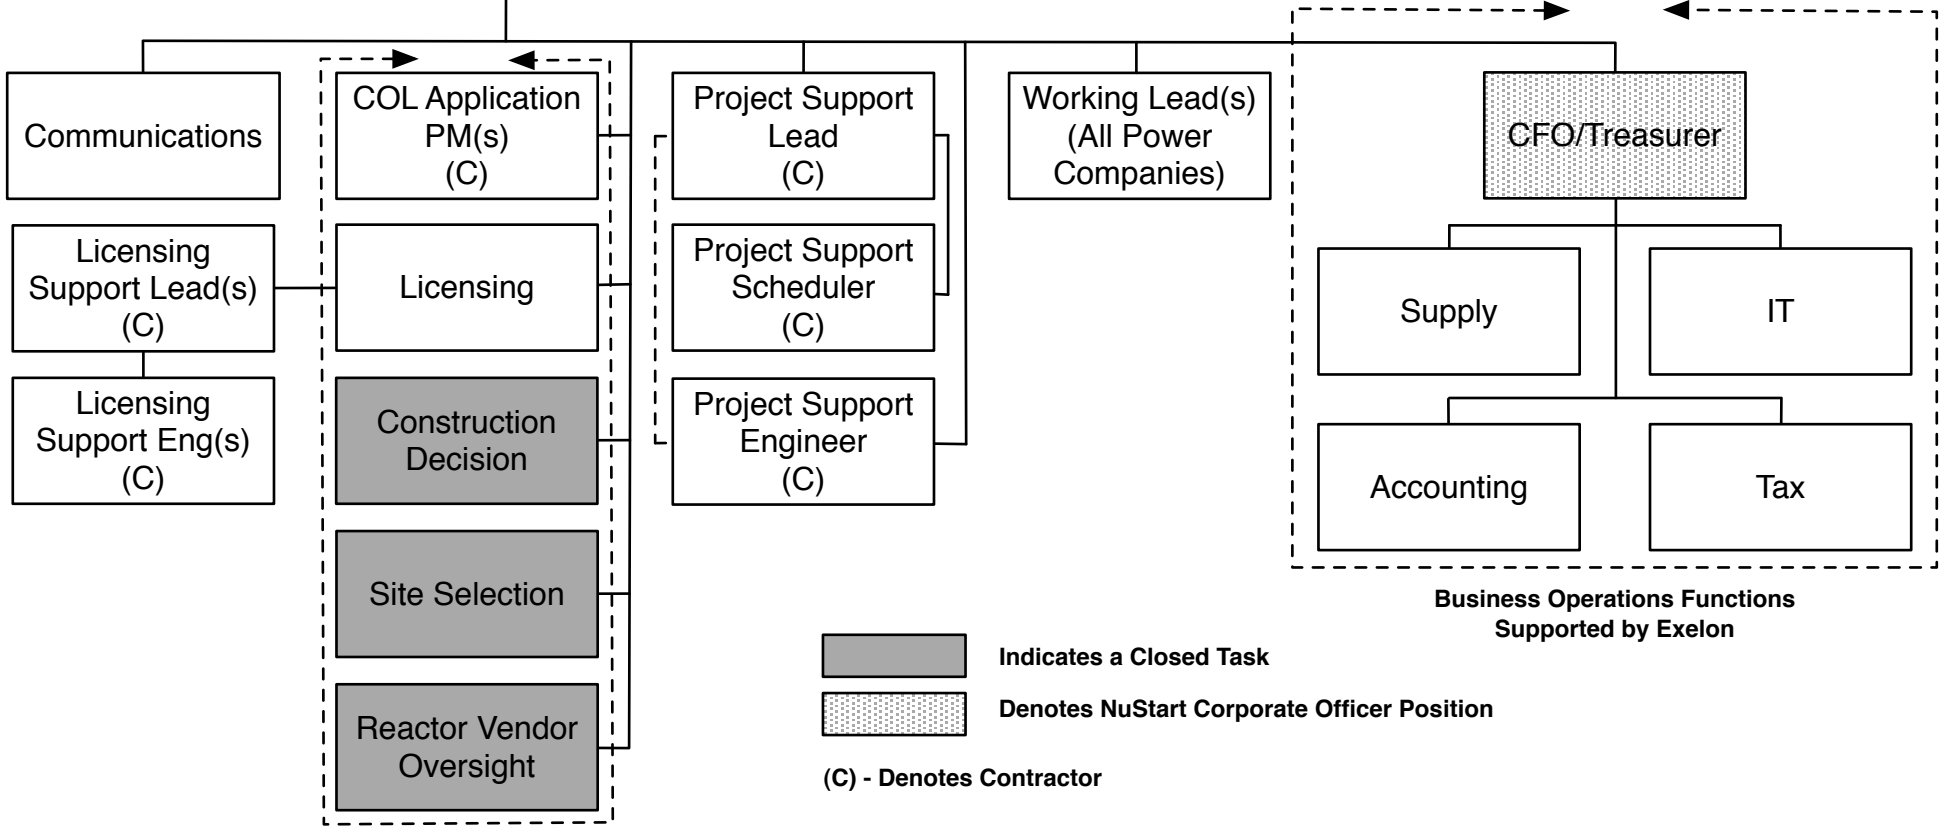 Communications
COL Application
PM(s)
(C)
Project Support
Lead
(C)
Working Lead(s)
(All Power
Companies)
CFO/Treasurer
Licensing
Support Lead(s)
(C)
Licensing
Project Support
Scheduler
(C)
Supply
IT
Licensing
Support Eng(s)
(C)
Construction
Decision
Project Support
Engineer
(C)
Accounting
Tax
Site Selection
Business Operations Functions
Supported by Exelon
Reactor Vendor
Oversight
Indicates a Closed Task
Denotes NuStart Corporate Officer Position
(C) - Denotes Contractor